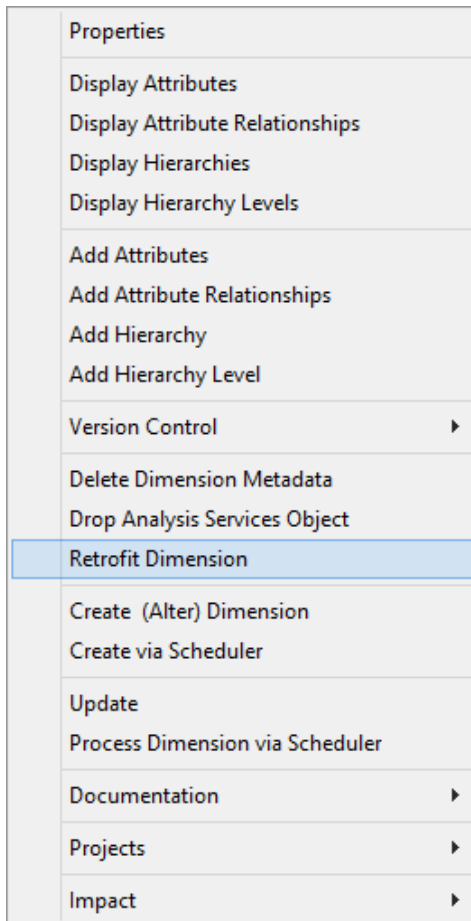 Properties
Display Attributes
Display Attribute Relationships
Display Hierarchies
Display Hierarchy Levels
Add Attributes
Add Attribute Relationships
Add Hierarchy
Add Hierarchy Level
Version Control
Delete Dimension Metadata
Drop Analysis Services Object
Retrofit Dimension
Create  (Alter) Dimension
Create via Scheduler
Update
Process Dimension via Scheduler
Documentation
Projects
Impact